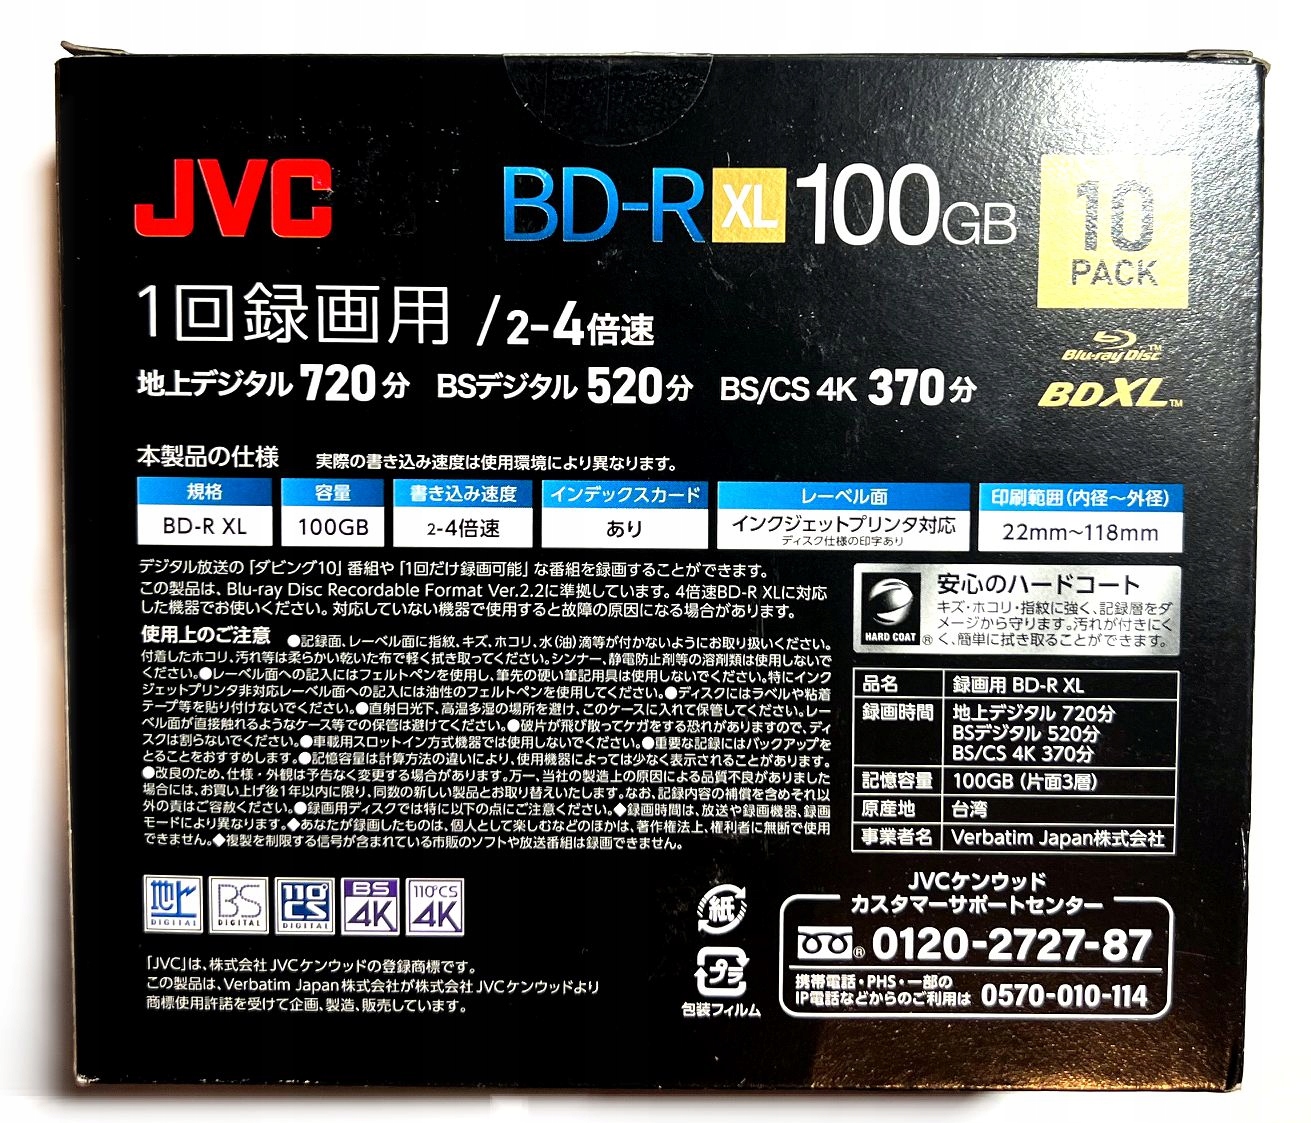 JVC
BD-R XL 100GB
10
PACK
1回録画用 /2-4倍速
Blu-ray Disc™
BDXL™
地上デジタル 720分 BSデジタル 520分 BS/CS 4K 370分
本製品の仕様 実際の書き込み速度は使用環境により異なります。
規格 容量 書き込み速度 インデックスカード レーベル面 印刷範囲(内径～外径)
BD-R XL 100GB 2-4倍速 あり インクジェットプリンタ対応 22mm～118mm
ディスク仕様の印字あり
デジタル放送の「ダビング10」番組や「1回だけ録画可能」な番組を録画することができます。
この製品は、Blu-ray Disc Recordable Format Ver.2.2に準拠しています。4倍速BD-R XLに対応
した機器でお使いください。対応していない機器で使用すると故障の原因になる場合があります。
使用上のご注意 ●記録面、レーベル面に指紋、キズ、ホコリ、水(油)滴等が付かないようにお取り扱いください。
付着したホコリ、汚れ等は柔らかい乾いた布で軽く拭き取ってください。シンナー、静電防止剤等の溶剤類は使用しないで
ください。●レーベル面への記入にはフェルトペンを使用し、筆先の硬い筆記用具は使用しないでください。特にインク
ジェットプリンタ非対応レーベル面への記入には油性のフェルトペンを使用してください。●ディスクにはラベルや粘着
テープ等を貼り付けないでください。●直射日光下、高温多湿の場所を避け、このケースに入れて保管してください。レー
ベル面が直接触れるようなケース等での保管は避けてください。●破片が飛び散ってケガをする恐れがありますので、ディ
スクは割らないでください。●車載用スロットイン方式機器では使用しないでください。●重要な記録にはバックアップを
とることをおすすめします。●記憶容量は計算方法の違いにより、使用機器によっては少なく表示されることがあります。
●改良のため、仕様・外観は予告なく変更する場合があります。万一、当社の製造上の原因による品質不良がありました
場合には、お買い上げ後1年以内に限り、同数の新しい製品とお取り替えいたします。なお、記録内容の補償を含めそれ以
外の責はご容赦ください。●録画用ディスクでは特に以下の点にご注意ください。◆録画時間は、放送や録画機器、録画
モードにより異なります。◆あなたが録画したものは、個人として楽しむなどのほかは、著作権法上、権利者に無断で使用
できません。◆複製を制限する信号が含まれている市販のソフトや放送番組は録画できません。
HARD COAT ®
安心のハードコート
キズ・ホコリ・指紋に強く、記録層をダ
メージから守ります。汚れが付きにく
く、簡単に拭き取ることができます。
品名 録画用 BD-R XL
録画時間 地上デジタル 720分
BSデジタル 520分
BS/CS 4K 370分
記憶容量 100GB (片面3層)
原産地 台湾
事業者名 Verbatim Japan株式会社
地上 DIGITAL
BS DIGITAL
110° CS DIGITAL
BS 4K
110°CS 4K
「JVC」は、株式会社JVCケンウッドの登録商標です。
この製品は、Verbatim Japan株式会社が株式会社JVCケンウッドより
商標使用許諾を受けて企画、製造、販売しています。
紙
プラ
包装フィルム
JVCケンウッド
カスタマーサポートセンター
® 0120-2727-87
携帯電話・PHS・一部の
IP電話などからのご利用は 0570-010-114